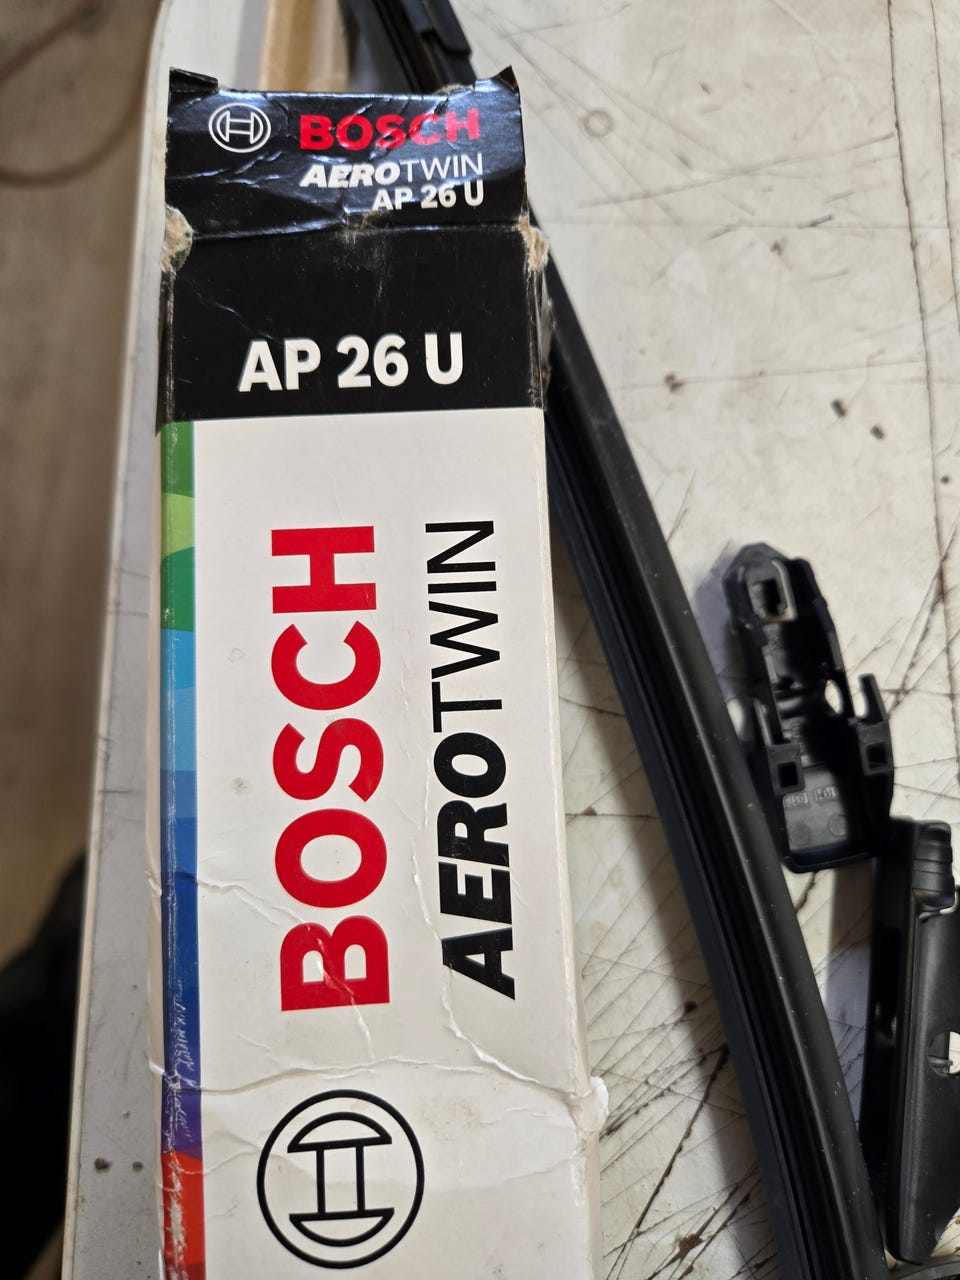 BOSCH
AEROTWIN
AP 26 U
AP 26 U
BOSCH
AEROTWIN